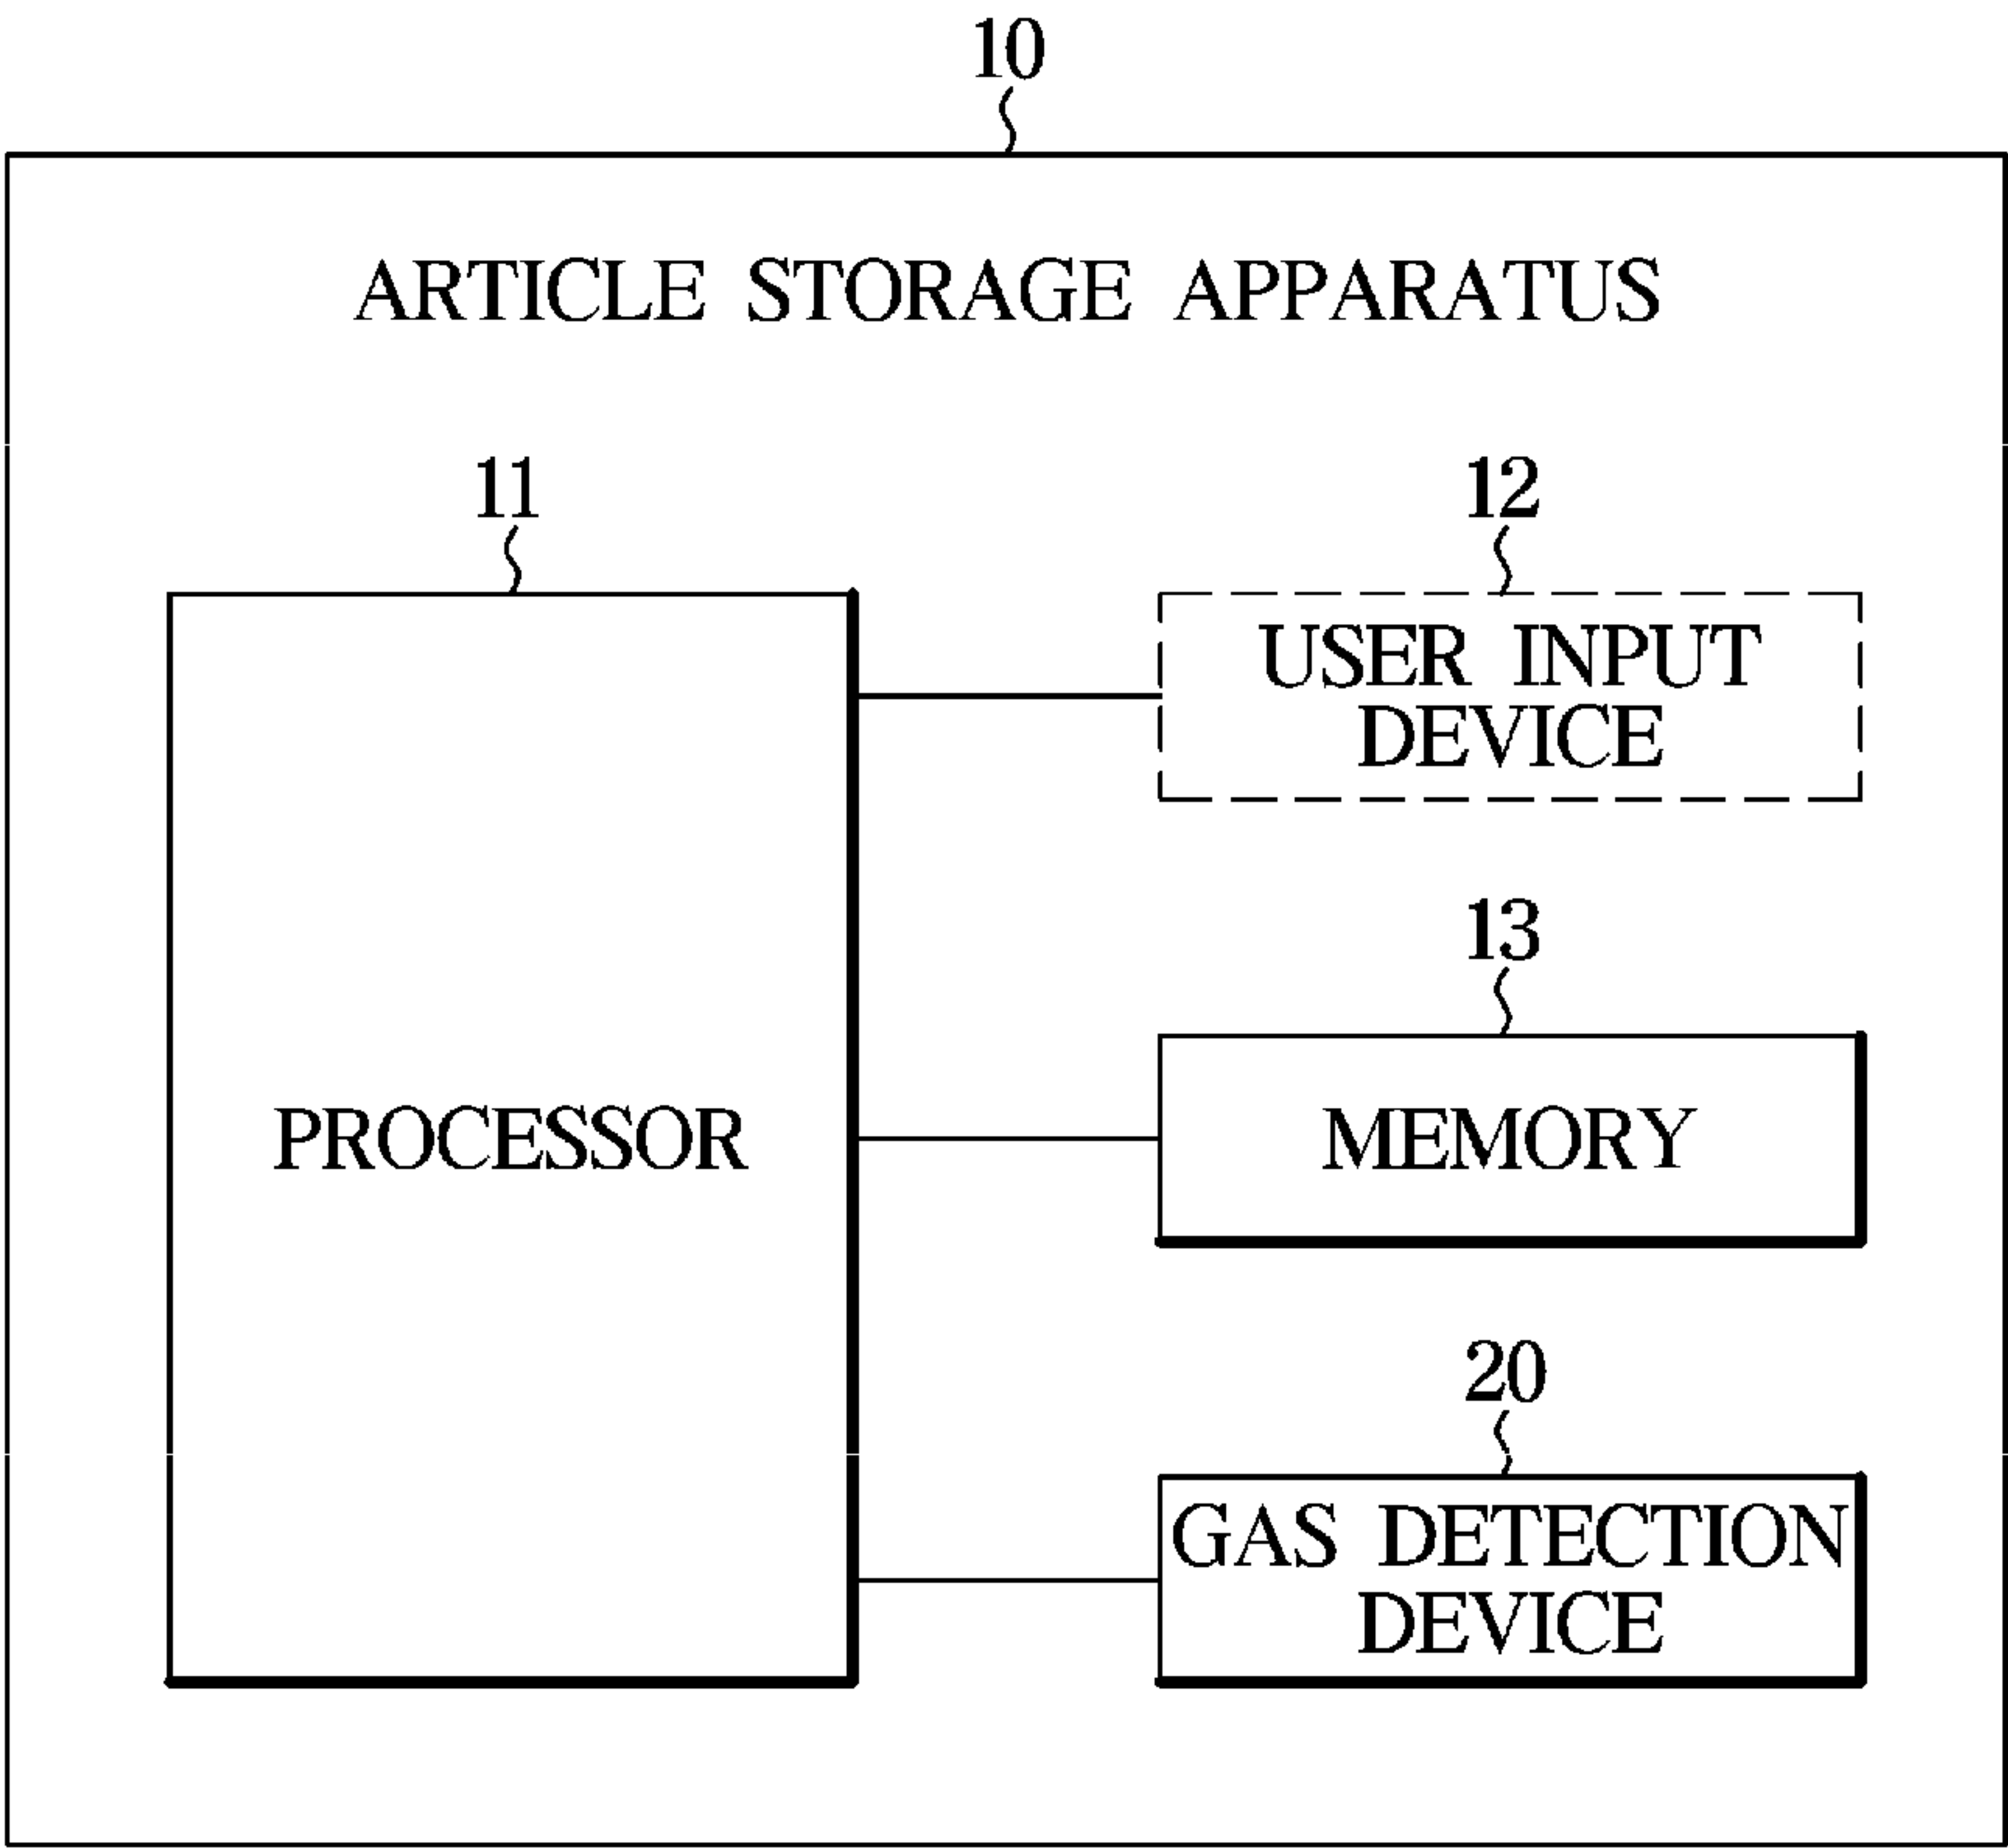 10
ARTICLE STORAGE APPARATUS
11
12
USER INPUT
DEVICE
13
PROCESSOR
MEMORY
20
GAS DETECTION
DEVICE